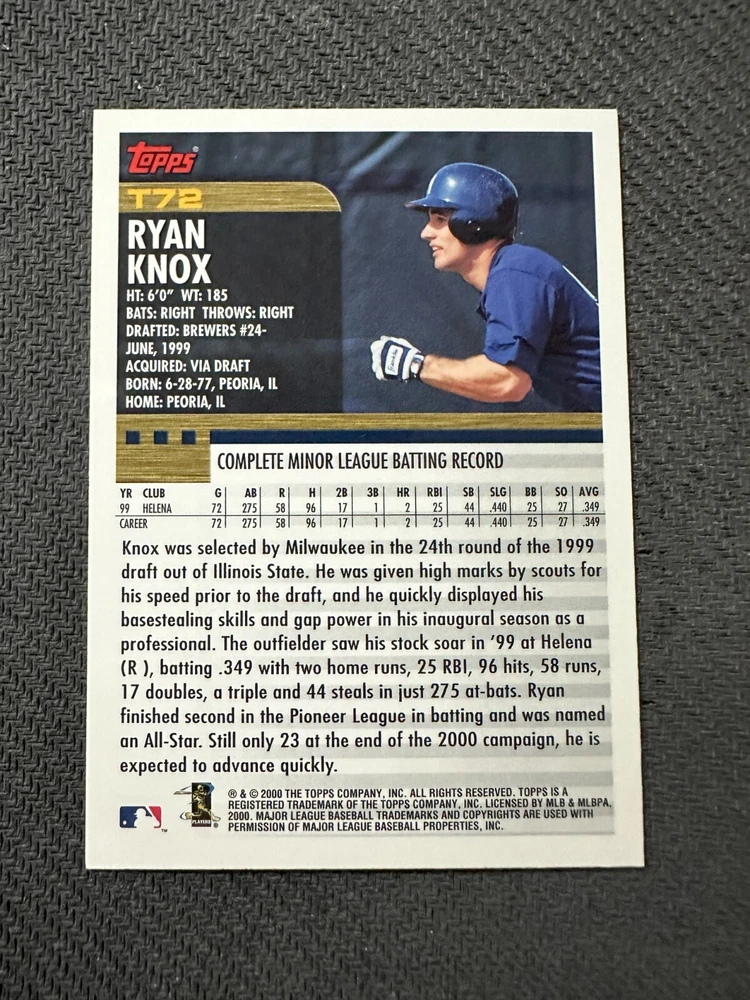 TOPPS®
T72
RYAN
KNOX
HT: 6'0" WT: 185
BATS: RIGHT THROWS: RIGHT
DRAFTED: BREWERS #24-
JUNE, 1999
ACQUIRED: VIA DRAFT
BORN: 6-28-77, PEORIA, IL
HOME: PEORIA, IL
COMPLETE MINOR LEAGUE BATTING RECORD
YR CLUB G AB R H 2B 3B HR RBI SB SLG BB SO AVG
99 HELENA 72 275 58 96 17 1 2 25 44 .440 25 27 .349
CAREER 72 275 58 96 17 1 2 25 44 .440 25 27 .349
Knox was selected by Milwaukee in the 24th round of the 1999
draft out of Illinois State. He was given high marks by scouts for
his speed prior to the draft, and he quickly displayed his
basestealing skills and gap power in his inaugural season as a
professional. The outfielder saw his stock soar in '99 at Helena
(R ), batting .349 with two home runs, 25 RBI, 96 hits, 58 runs,
17 doubles, a triple and 44 steals in just 275 at-bats. Ryan
finished second in the Pioneer League in batting and was named
an All-Star. Still only 23 at the end of the 2000 campaign, he is
expected to advance quickly.
® & © 2000 THE TOPPS COMPANY, INC. ALL RIGHTS RESERVED. TOPPS IS A
REGISTERED TRADEMARK OF THE TOPPS COMPANY, INC. LICENSED BY MLB & MLBPA,
2000. MAJOR LEAGUE BASEBALL TRADEMARKS AND COPYRIGHTS ARE USED WITH
PERMISSION OF MAJOR LEAGUE BASEBALL PROPERTIES, INC.
TM
PLAYERS
®